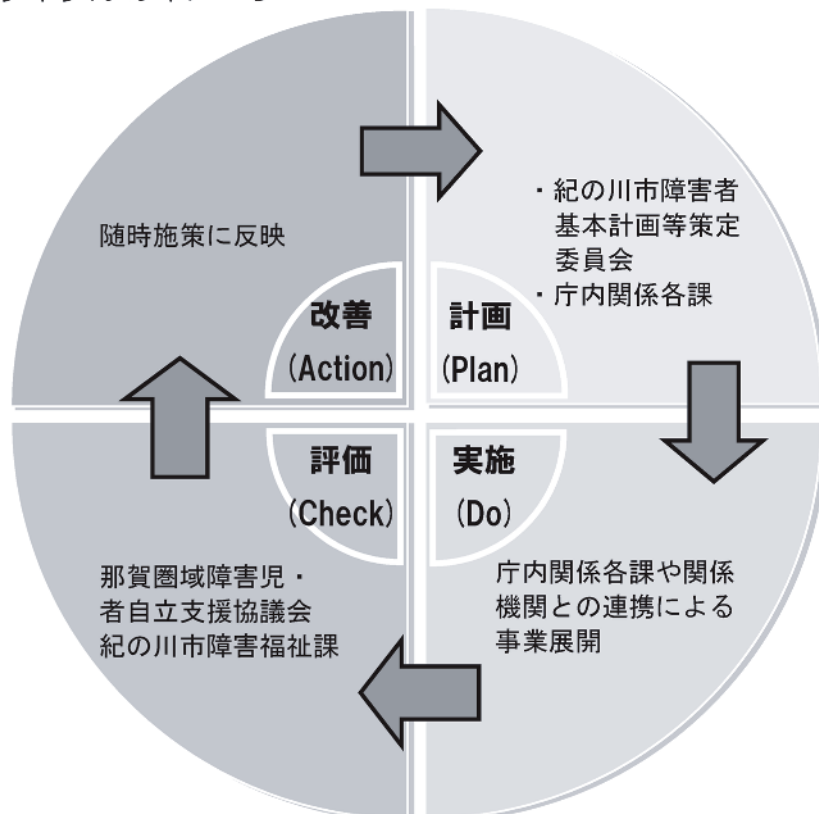 随時施策に反映
改善
(Action)
・紀の川市障害者
基本計画等策定
委員会
・庁内関係各課
計画
(Plan)
評価
(Check)
那賀圏域障害児・
者自立支援協議会
紀の川市障害福祉課
実施
(Do)
庁内関係各課や関係
機関との連携による
事業展開